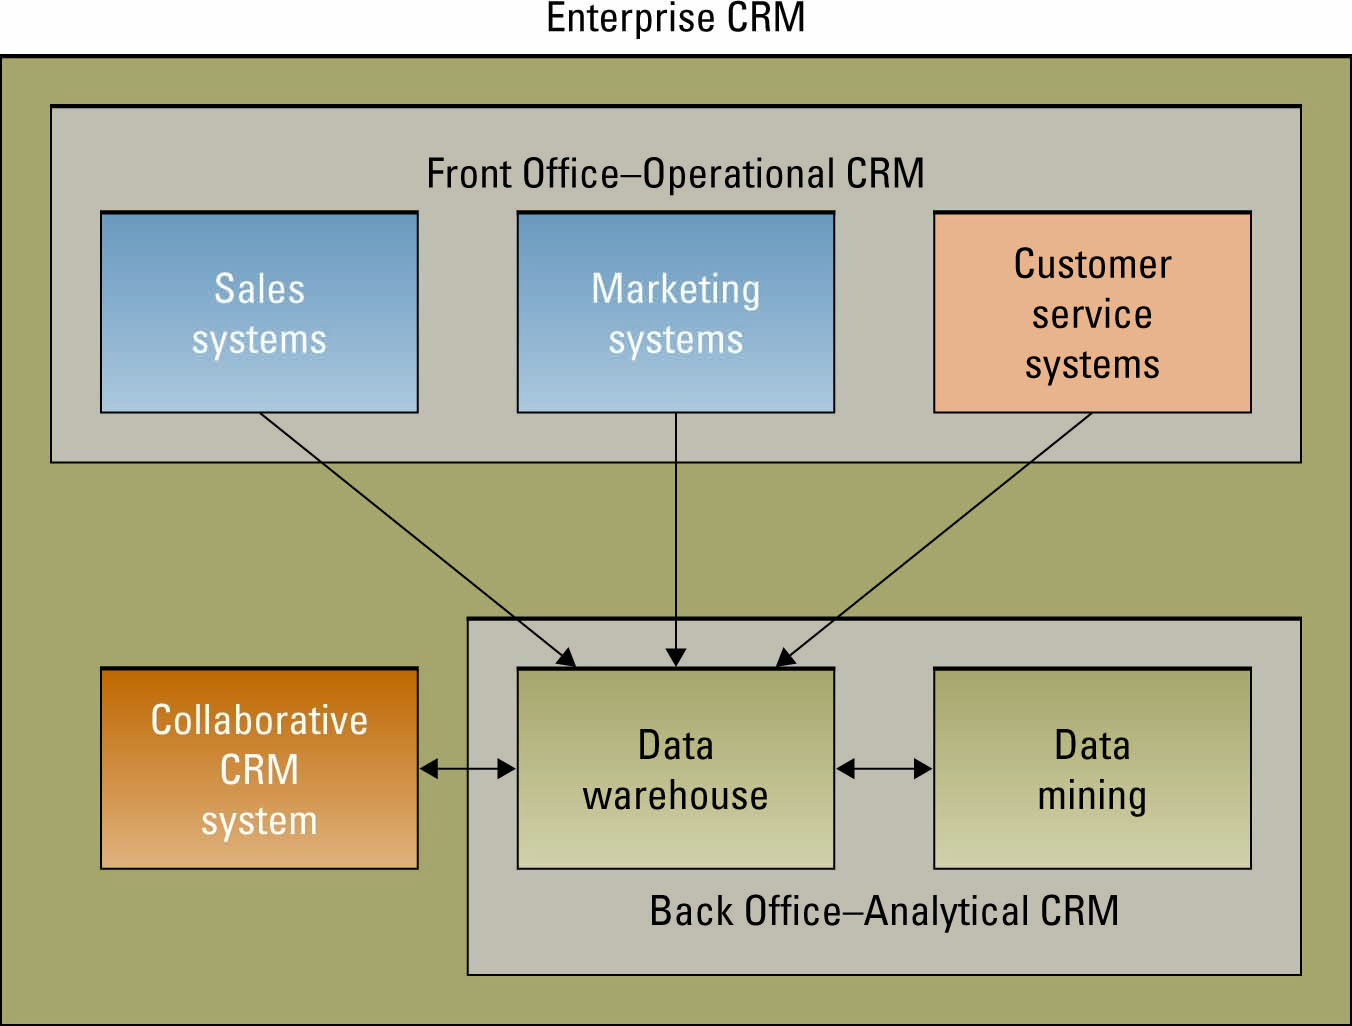 Enterprise CRM
Front Office–Operational CRM
Sales
systems
Marketing
systems
Customer
service
systems
Collaborative
CRM
system
Data
warehouse
Data
mining
Back Office–Analytical CRM